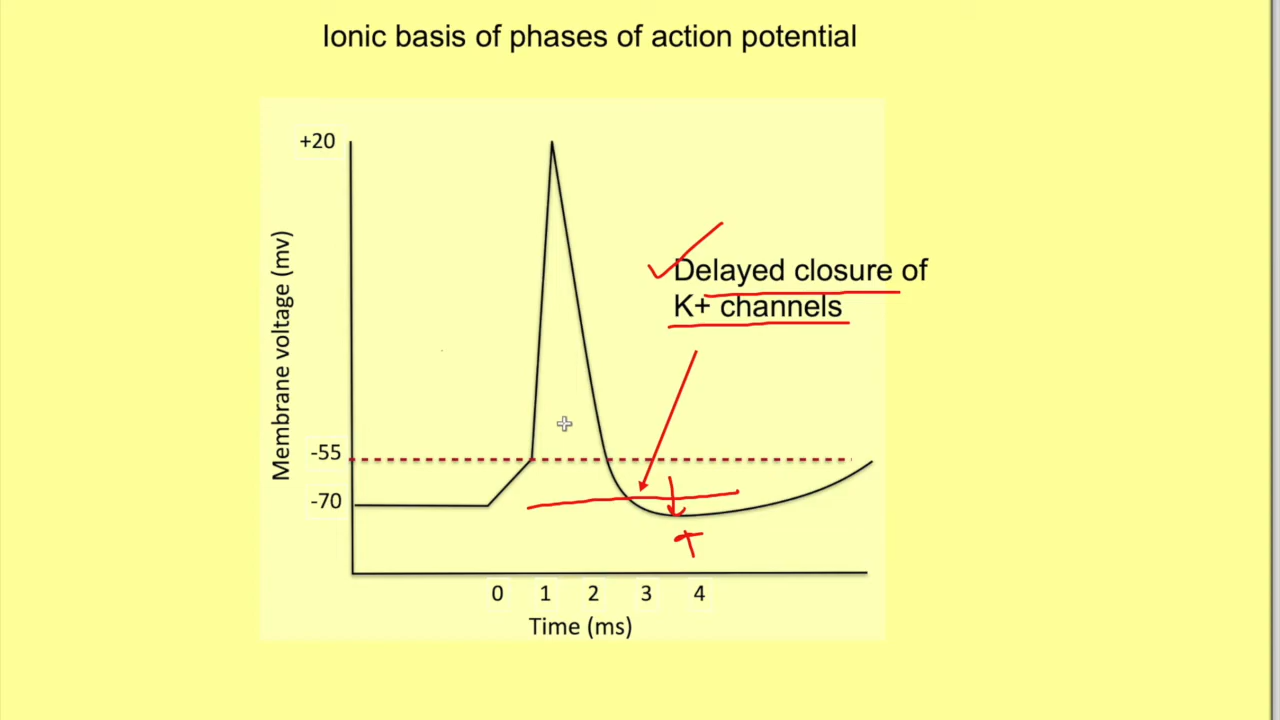 Ionic basis of phases of action potential
+20
Delayed closure of
K+ channels
Membrane voltage (mv)
-55
-70
0 1 2 3 4
Time (ms)